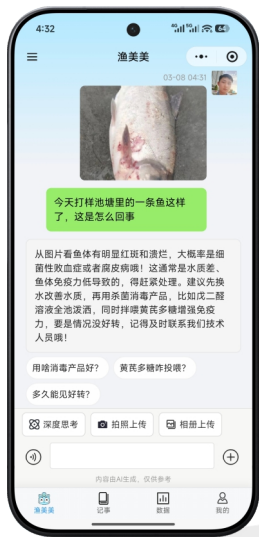 4:32
4G 5G 64
渔美美
03-08 04:31
今天打样池塘里的一条鱼这样
了，这是怎么回事
从图片看鱼体有明显红斑和溃烂，大概率是细
菌性败血症或者腐皮病哦！这通常是水质差、
鱼体免疫力低导致的，得赶紧处理。建议先换
水改善水质，再用杀菌消毒产品，比如戊二醛
溶液全池泼洒，同时拌喂黄芪多糖增强免疫
力，要是情况没好转，记得及时联系我们技术
人员哦！
用啥消毒产品好？ 黄芪多糖咋投喂？
多久能见好转？
深度思考 拍照上传 相册上传
内容由AI生成，仅供参考
渔美美 记事 数据 我的